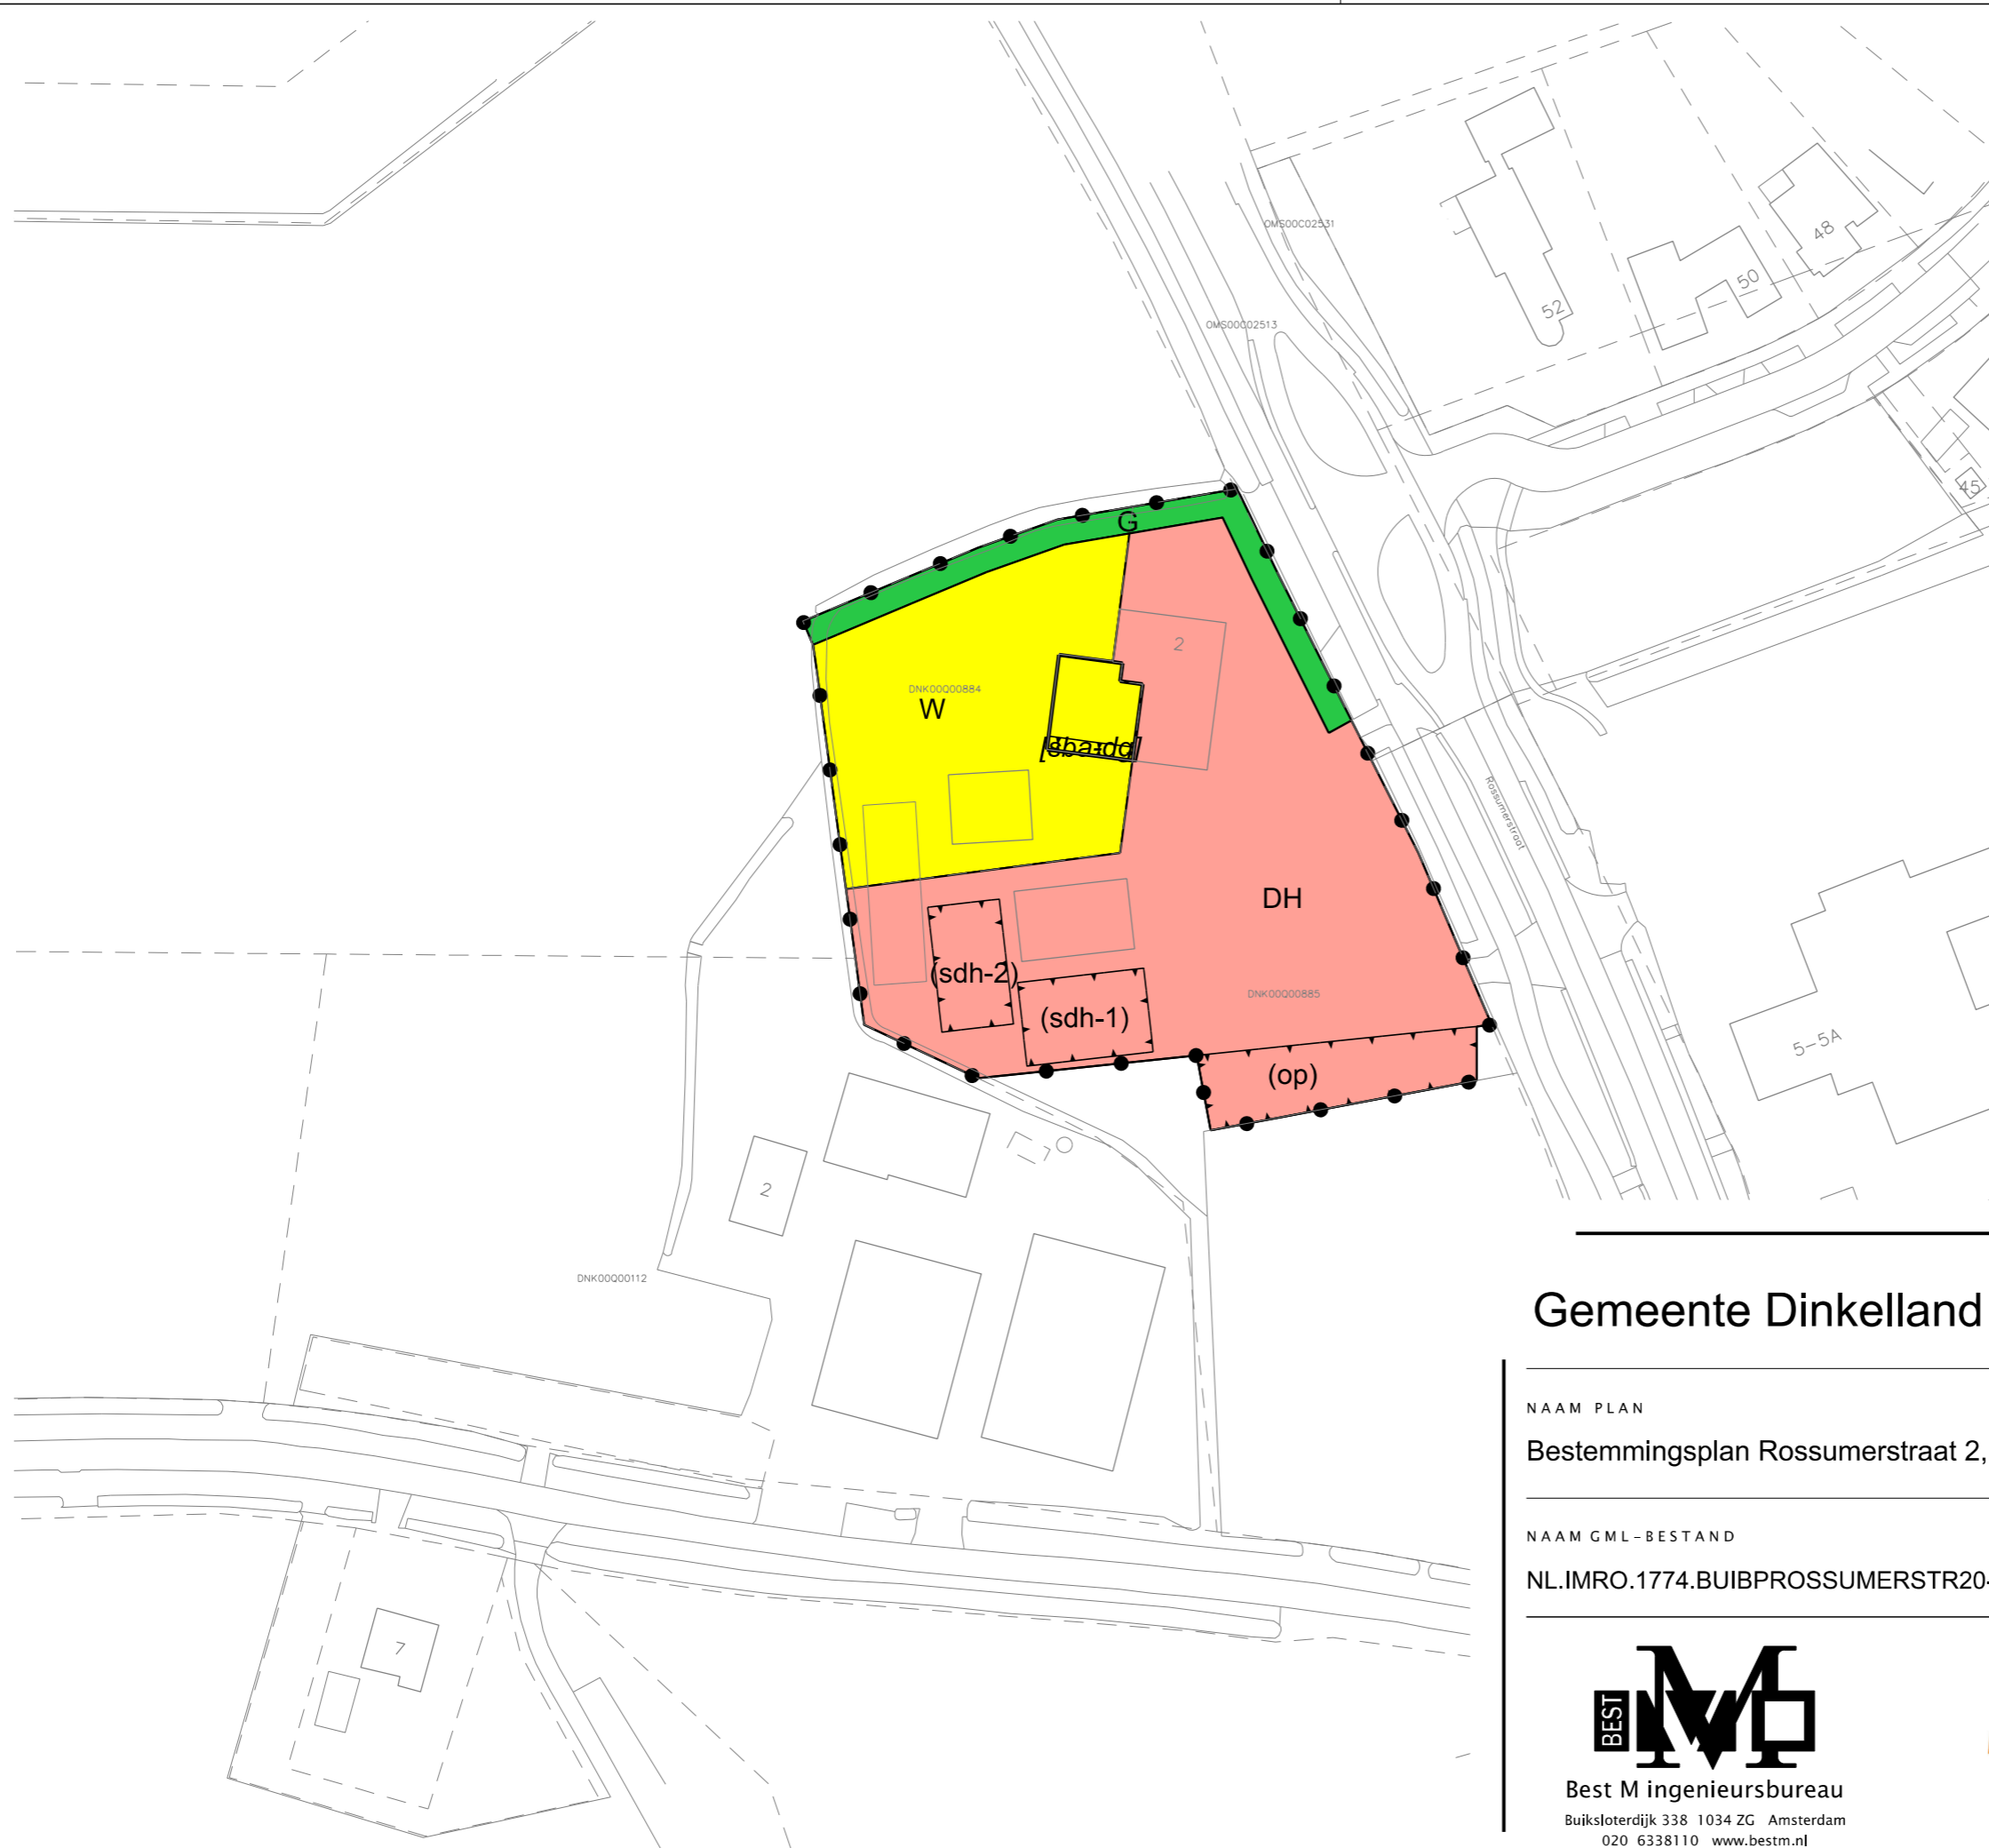 OMS00C02531
48
50
52
OMS00C02513
45
G
2
DNK00Q00884
W
Rossumerstraat
DH
(sdh-2)
DNK00Q00885
(sdh-1)
5-5A
(op)
2
DNK00Q00112
7
Gemeente Dinkelland
NAAM PLAN
Bestemmingsplan Rossumerstraat 2,
NAAM GML-BESTAND
NL.IMRO.1774.BUIBPROSSUMERSTR20-
BEST
M
Best M ingenieursbureau
Buiksloterdijk 338 1034 ZG Amsterdam
020 6338110 www.bestm.nl